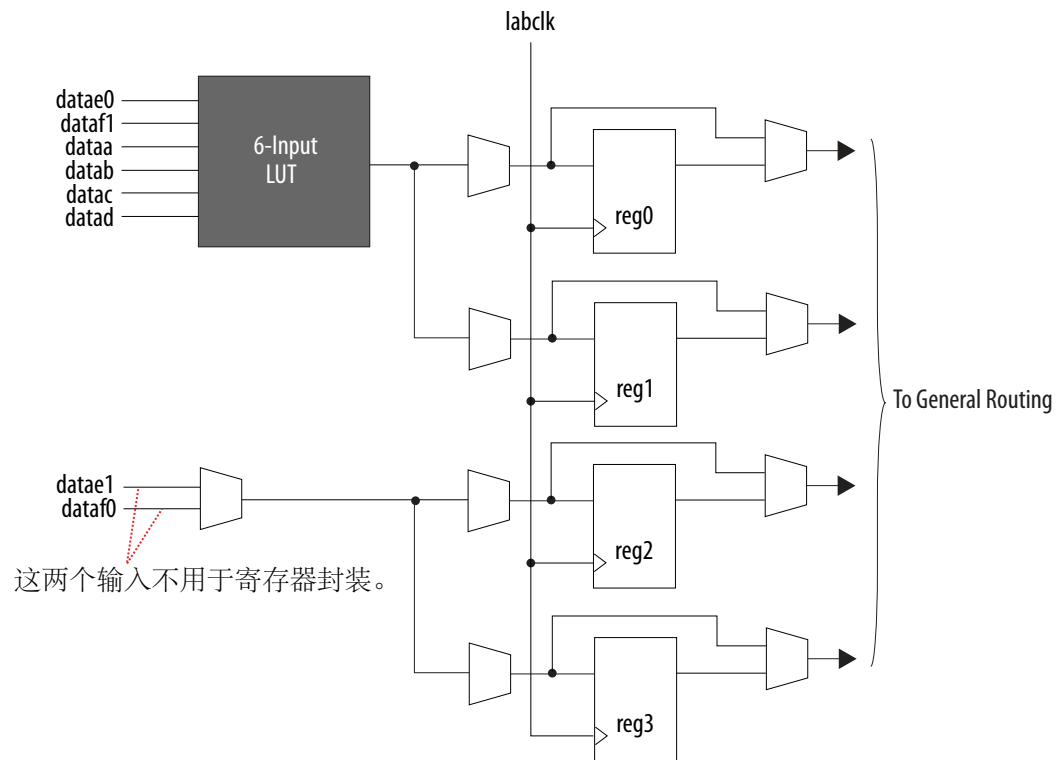 labclk
datae0
dataf1
dataa
datab
datac
datad
6-Input
LUT
reg0
reg1
To General Routing
datae1
dataf0
reg2
这两个输入不用于寄存器封装。
reg3